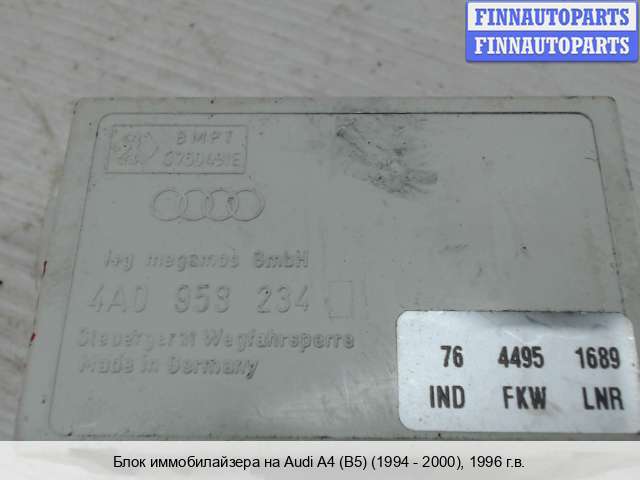 FINNAUTOPARTS
FINNAUTOPARTS
BMPT
G750491E
megamos GmbH
4A0 953 234
Steuergerät Wegfahrsperre
Made in Germany
76 4495 1689
IND FKW LNR
Блок иммобилайзера на Audi A4 (B5) (1994 - 2000), 1996 г.в.